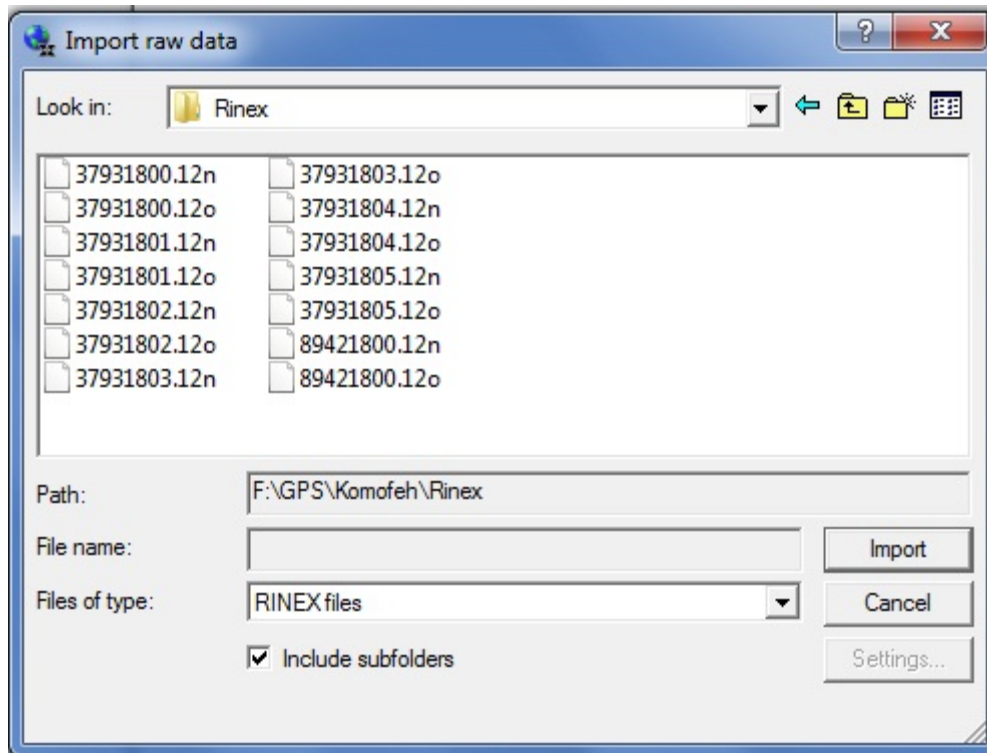 Import raw data
Look in: Rinex
37931800.12n 37931803.12o
37931800.12o 37931804.12n
37931801.12n 37931804.12o
37931801.12o 37931805.12n
37931802.12n 37931805.12o
37931802.12o 89421800.12n
37931803.12n 89421800.12o
Path: F:\GPS\Komofeh\Rinex
File name: Import
Files of type: RINEX files Cancel
Include subfolders Settings...